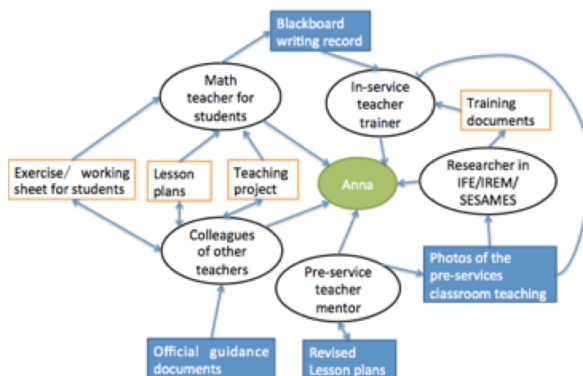 Blackboard
writing record
Math
teacher for
students
In-service
teacher
trainer
Training
documents
Exercise/ working
sheet for students
Lesson
plans
Teaching
project
Anna
Researcher in
IFE/IREM/
SESAMES
Colleagues
of other
teachers
Pre-service
teacher
mentor
Photos of the
pre-services
classroom teaching
Official guidance
documents
Revised
Lesson plans